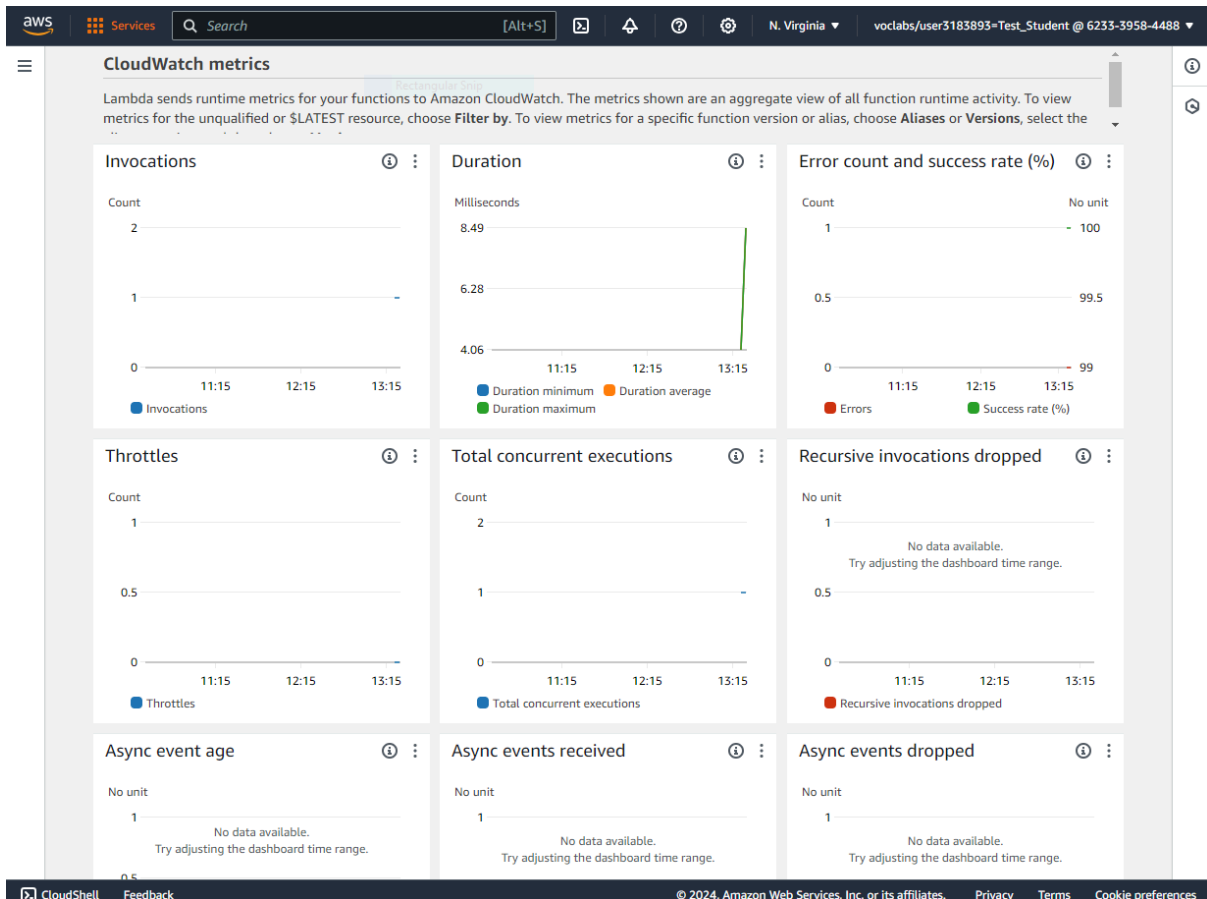 aws
Services
Search [Alt+S]
N. Virginia
voclabs/user3183893=Test_Student @ 6233-3958-4488
CloudWatch metrics
Rectangular Snip
Lambda sends runtime metrics for your functions to Amazon CloudWatch. The metrics shown are an aggregate view of all function runtime activity. To view
metrics for the unqualified or $LATEST resource, choose Filter by. To view metrics for a specific function version or alias, choose Aliases or Versions, select the
Invocations
Count
2
1
0
11:15 12:15 13:15
Invocations
Duration
Milliseconds
8.49
6.28
4.06
11:15 12:15 13:15
Duration minimum Duration average
Duration maximum
Error count and success rate (%)
Count No unit
1 100
0.5 99.5
0 99
11:15 12:15 13:15
Errors Success rate (%)
Throttles
Count
1
0.5
0
11:15 12:15 13:15
Throttles
Total concurrent executions
Count
2
1
0
11:15 12:15 13:15
Total concurrent executions
Recursive invocations dropped
No unit
1
No data available.
Try adjusting the dashboard time range.
0.5
0
11:15 12:15 13:15
Recursive invocations dropped
Async event age
No unit
1
No data available.
Try adjusting the dashboard time range.
0.5
Async events received
No unit
1
No data available.
Try adjusting the dashboard time range.
Async events dropped
No unit
1
No data available.
Try adjusting the dashboard time range.
CloudShell Feedback © 2024, Amazon Web Services, Inc. or its affiliates. Privacy Terms Cookie preferences